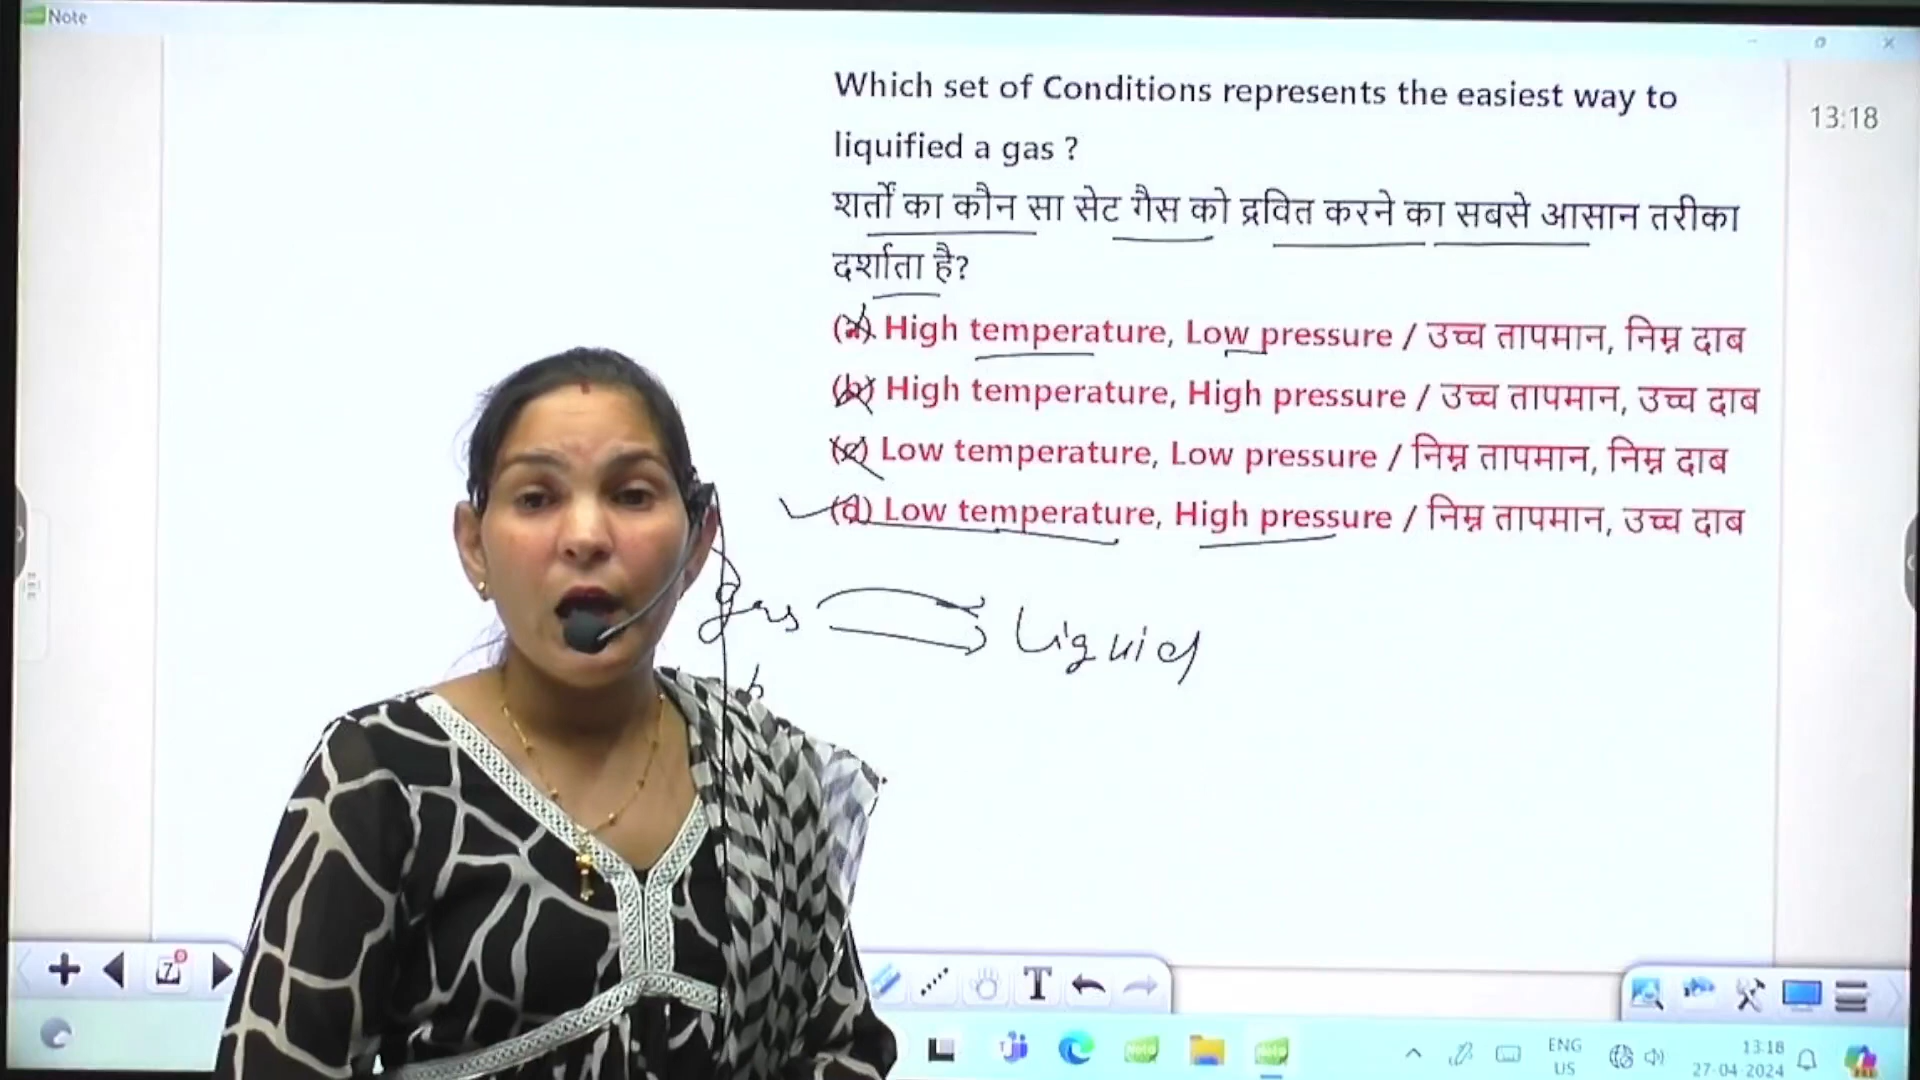 Note
13:18
Which set of Conditions represents the easiest way to
liquified a gas ?
शर्तों का कौन सा सेट गैस को द्रवित करने का सबसे आसान तरीका
दर्शाता है?
(a) High temperature, Low pressure / उच्च तापमान, निम्न दाब
(b) High temperature, High pressure / उच्च तापमान, उच्च दाब
(c) Low temperature, Low pressure / निम्न तापमान, निम्न दाब
(d) Low temperature, High pressure / निम्न तापमान, उच्च दाब
gas Liquid
7
T
ENG
US
13:18
27-04-2024